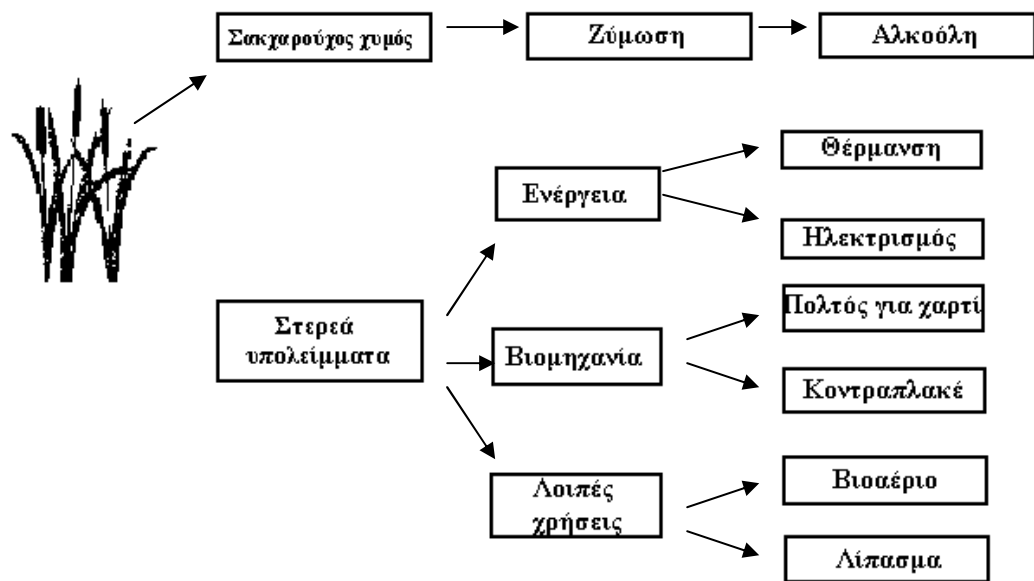 Σακχαρούχος χυμός
Ζύμωση
Αλκοόλη
Θέρμανση
Ενέργεια
Ηλεκτρισμός
Πολτός για χαρτί
Στερεά
υπολείμματα
Βιομηχανία
Κοντραπλακέ
Βιοαέριο
Λοιπές
χρήσεις
Λίπασμα